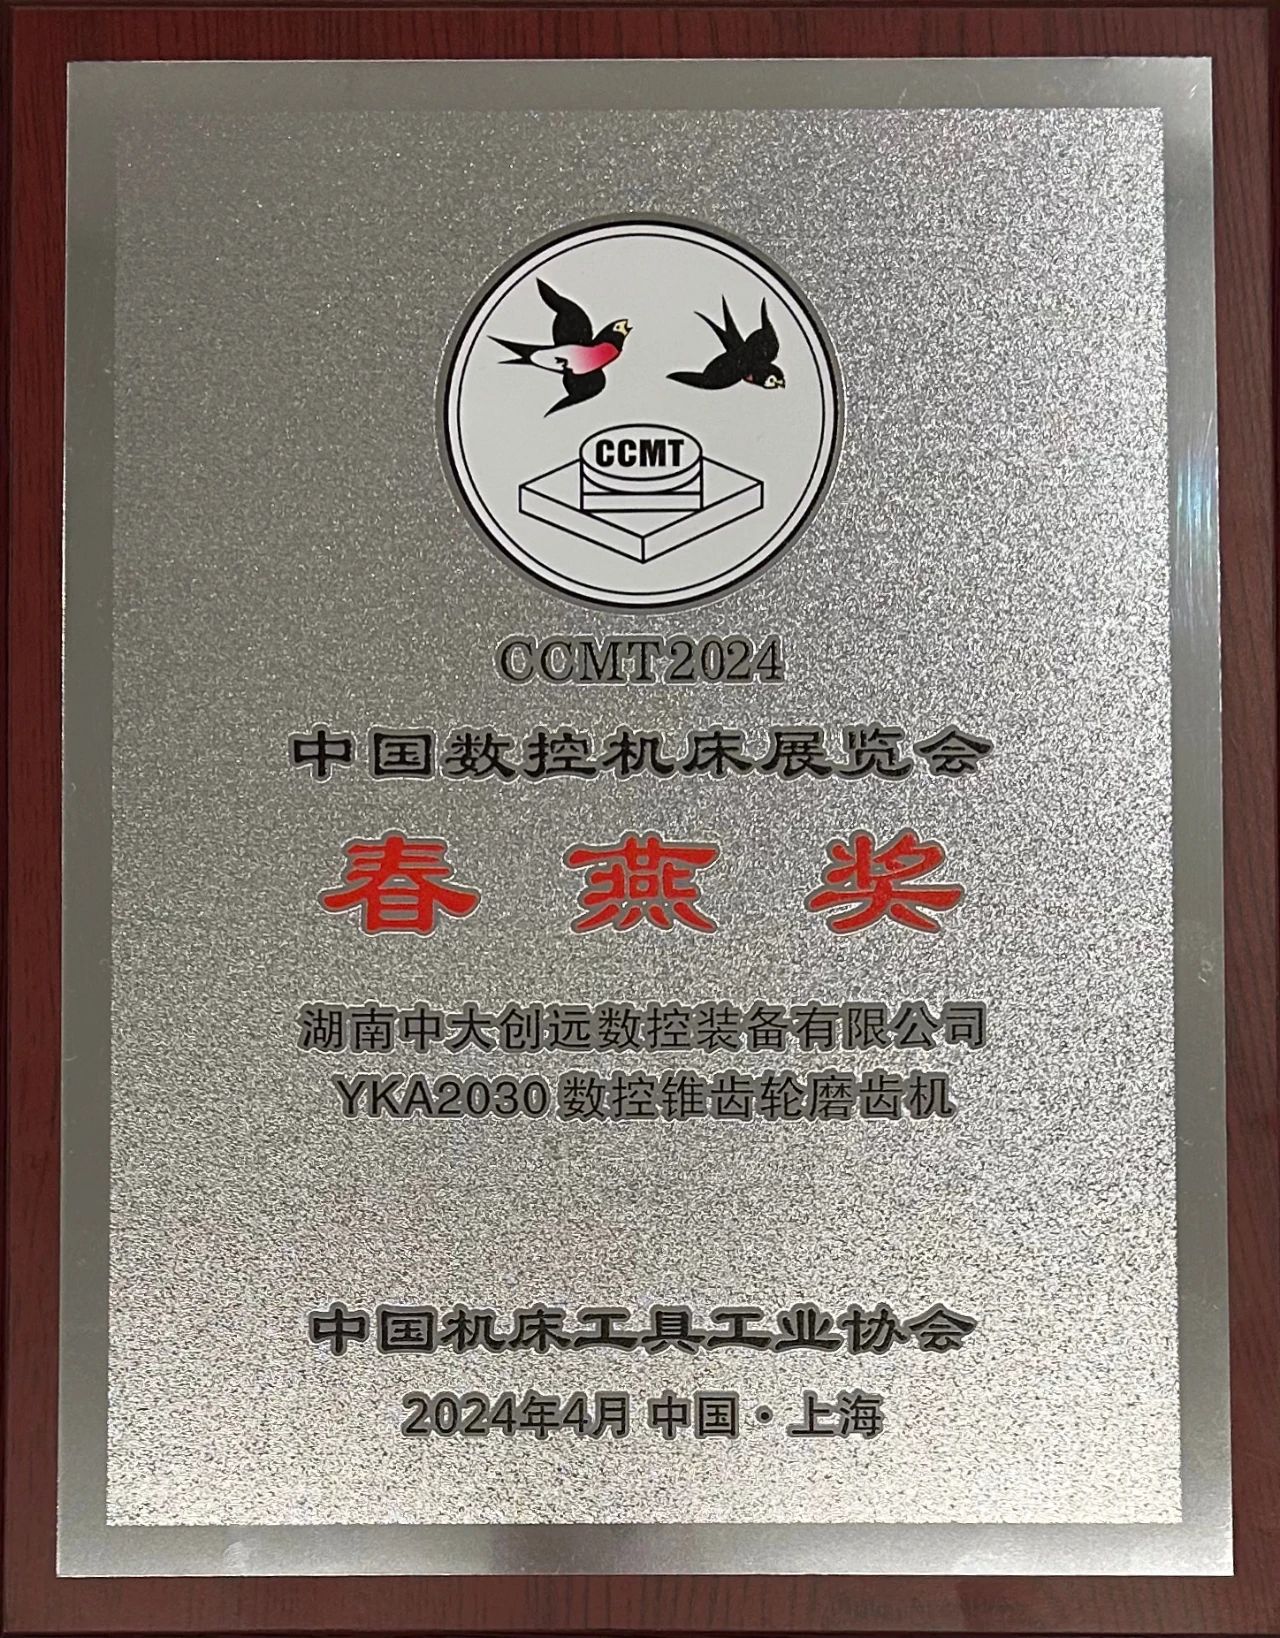 CCMT
CCMT2024
中国数控机床展览会
春燕奖
湖南中大创远数控装备有限公司
YKA2030数控锥齿轮磨齿机
中国机床工具工业协会
2024年4月 中国·上海